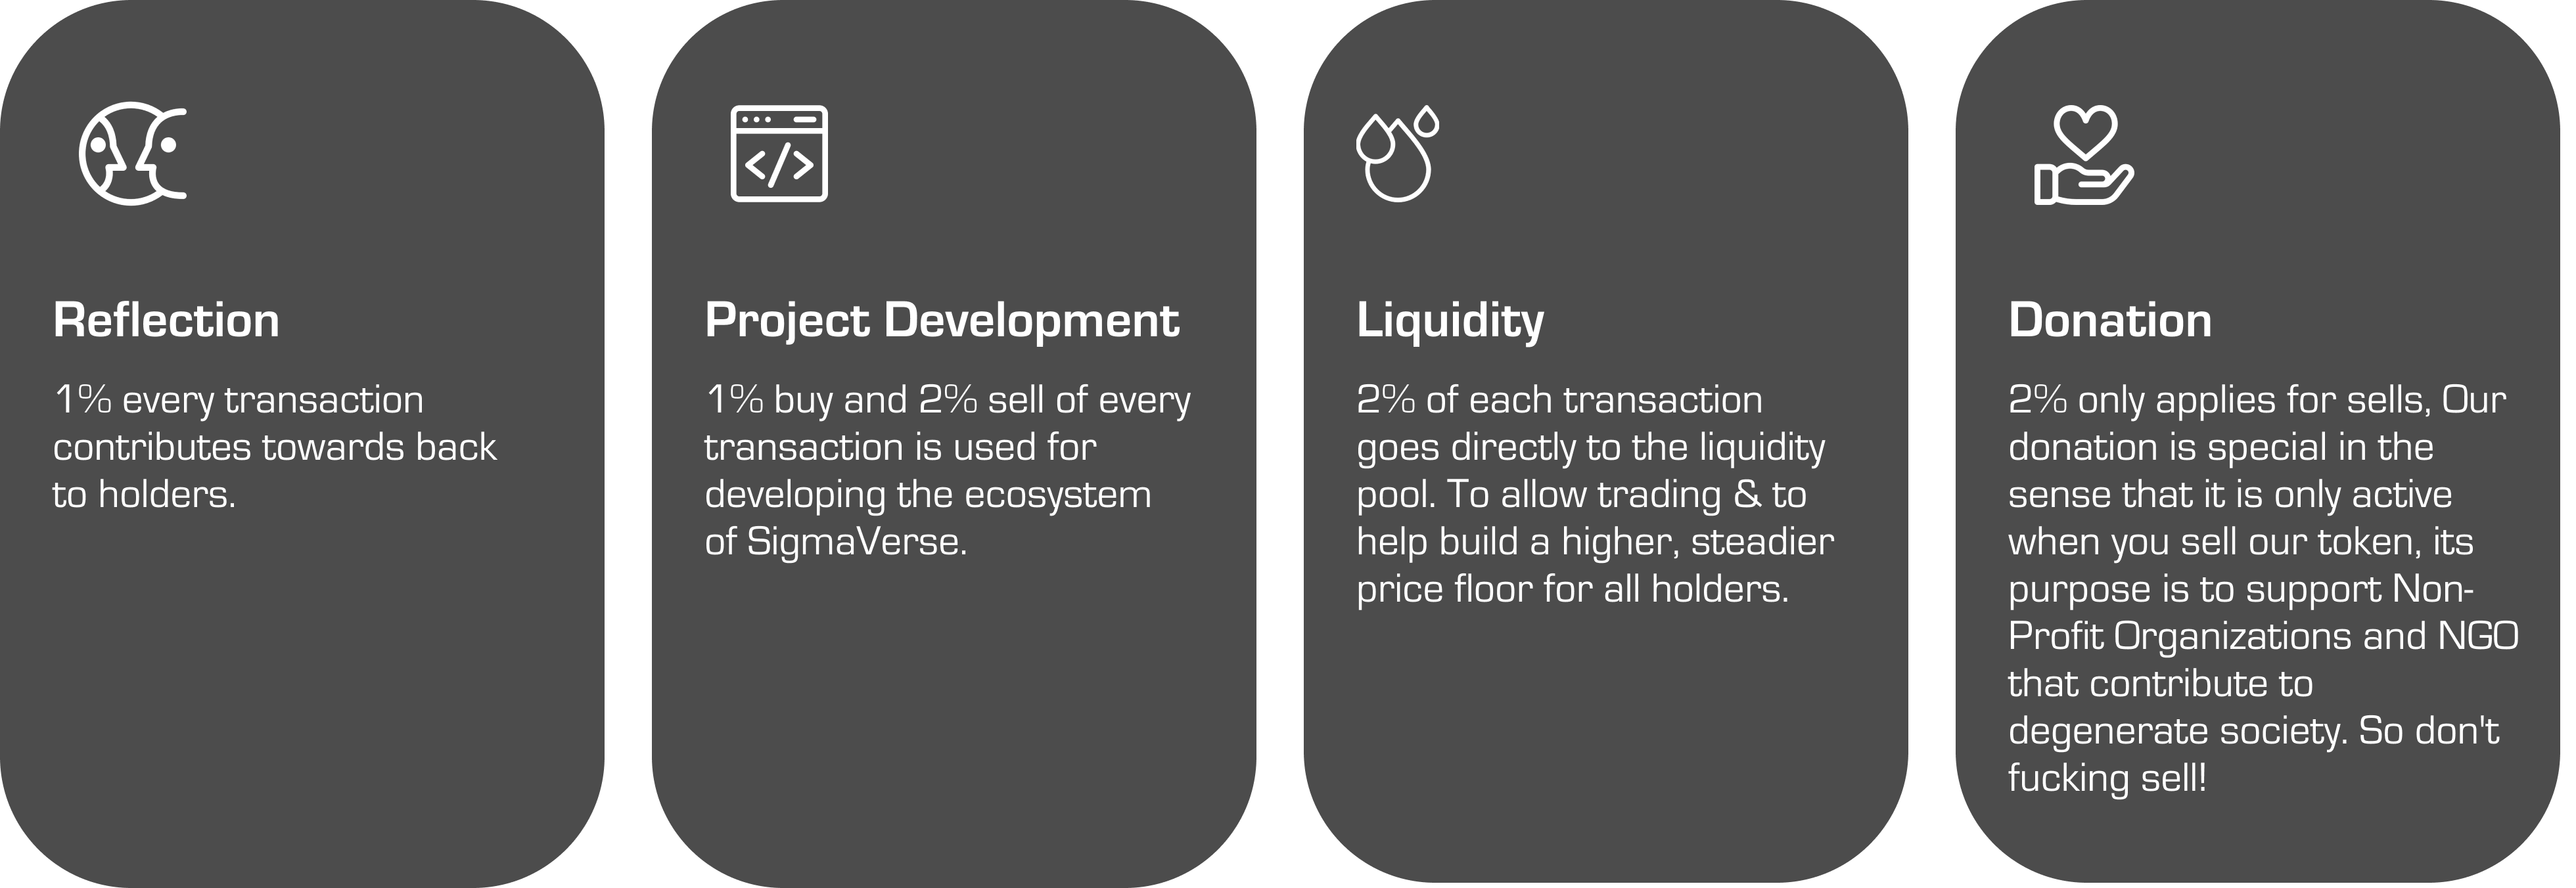 Reflection
1% every transaction
contributes towards back
to holders.
Project Development
1% buy and 2% sell of every
transaction is used for
developing the ecosystem
of SigmaVerse.
Liquidity
2% of each transaction
goes directly to the liquidity
pool. To allow trading & to
help build a higher, steadier
price floor for all holders.
Donation
2% only applies for sells, Our
donation is special in the
sense that it is only active
when you sell our token, its
purpose is to support Non-
Profit Organizations and NGO
that contribute to
degenerate society. So don't
fucking sell!